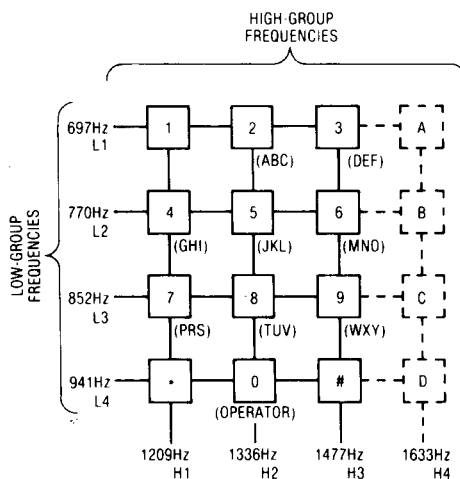 HIGH-GROUP
FREQUENCIES
LOW-GROUP
FREQUENCIES
697Hz
L1
1
2
3
A
(ABC)
(DEF)
770Hz
L2
4
5
6
B
(GHI)
(JKL)
(MNO)
852Hz
L3
7
8
9
C
(PRS)
(TUV)
(WXY)
941Hz
L4
•
0
#
D
(OPERATOR)
1209Hz
H1
1336Hz
H2
1477Hz
H3
1633Hz
H4